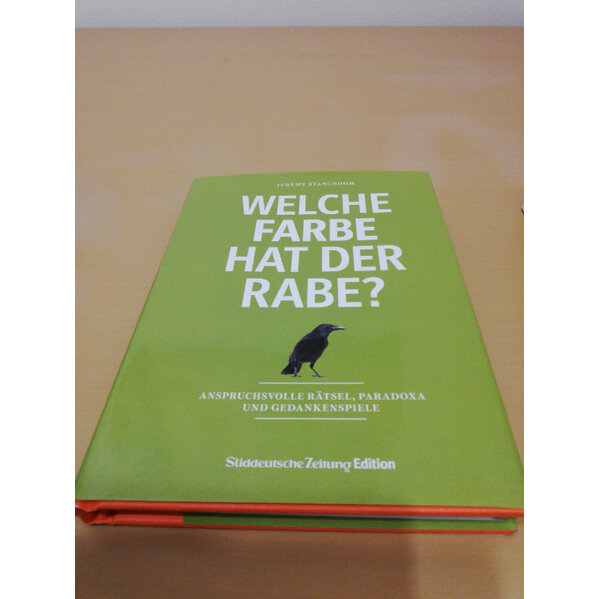 JEREMY STANGROOM
WELCHE
FARBE
HAT DER
RABE?
ANSPRUCHSVOLLE RÄTSEL, PARADOXA
UND GEDANKENSPIELE
Süddeutsche Zeitung Edition